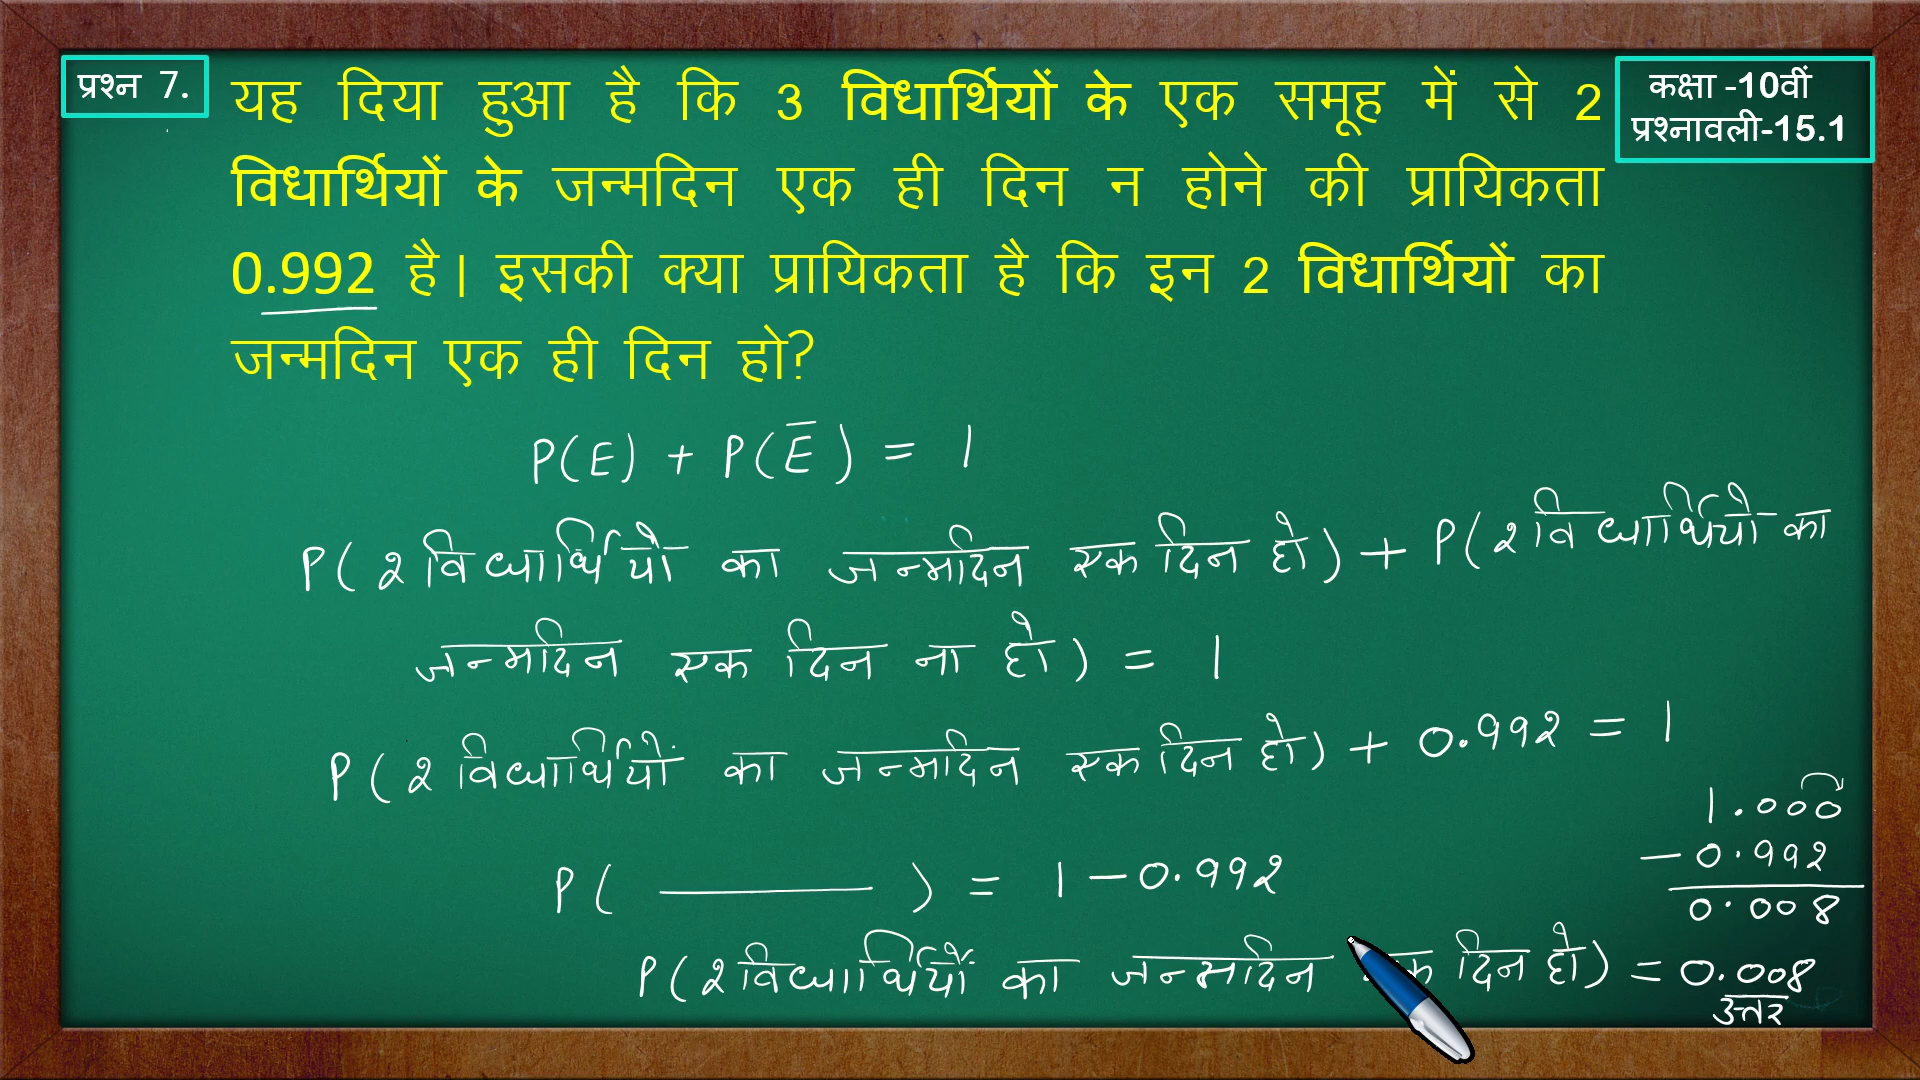 प्रश्न 7.
यह दिया हुआ है कि 3 विधार्थियों के एक समूह में से 2
विधार्थियों के जन्मदिन एक ही दिन न होने की प्रायिकता
0.992 है। इसकी क्या प्रायिकता है कि इन 2 विधार्थियों का
जन्मदिन एक ही दिन हो?
कक्षा -10वीं
प्रश्नावली-15.1
P(E) + P(E̅) = 1
P(2 विद्यार्थियो का जन्मदिन एक दिन हो) + P(2 विद्यार्थियो का
जन्मदिन एक दिन ना हो) = 1
P(2 विद्यार्थियों का जन्मदिन एक दिन हो) + 0.992 = 1
P( ——— ) = 1 – 0.992
1.000
– 0.992
0.008
P(2 विद्यार्थियों का जन्मदिन एक दिन हो) = 0.008
उत्तर